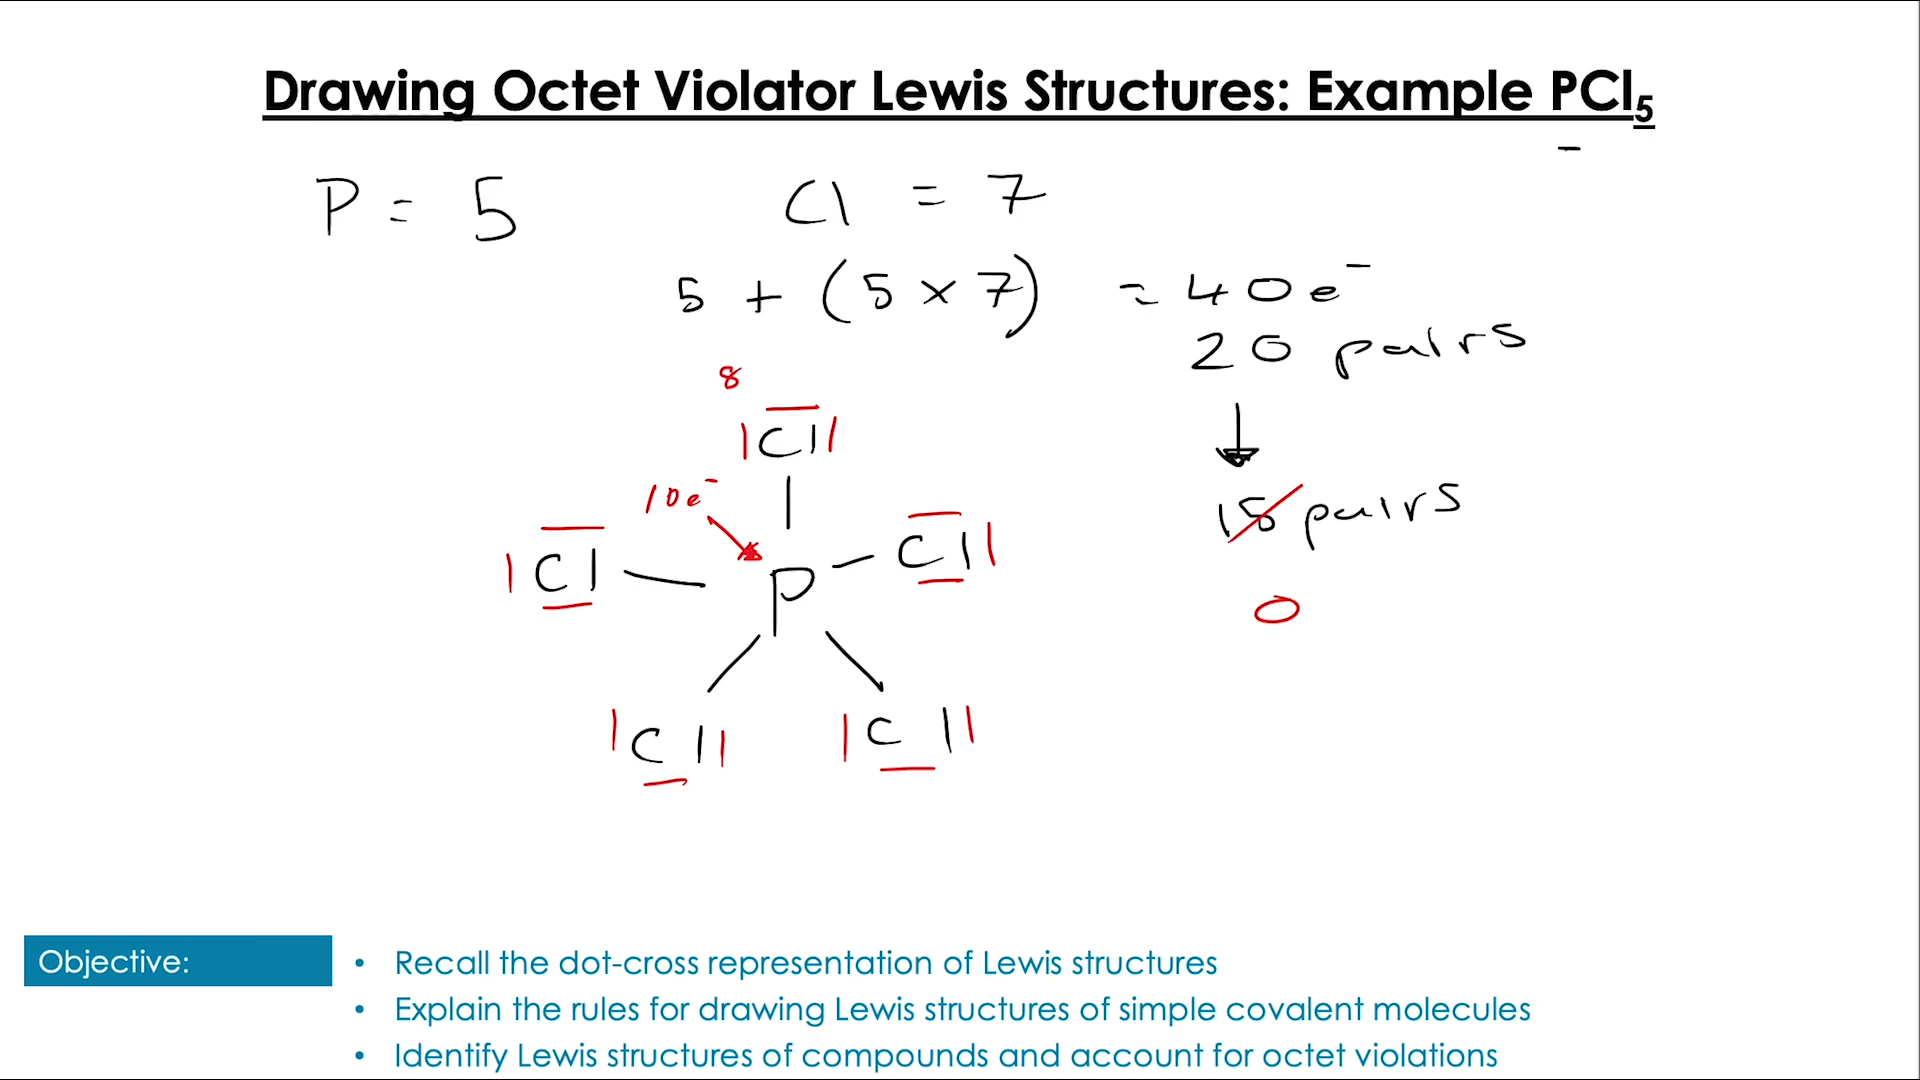 Drawing Octet Violator Lewis Structures: Example PCl₅
P = 5
Cl = 7
5 + (5 × 7) = 40e⁻
20 pairs
15 pairs
0
8
Cl
10e⁻
Cl
Cl
P
Cl
Cl
Objective:
• Recall the dot-cross representation of Lewis structures
• Explain the rules for drawing Lewis structures of simple covalent molecules
• Identify Lewis structures of compounds and account for octet violations